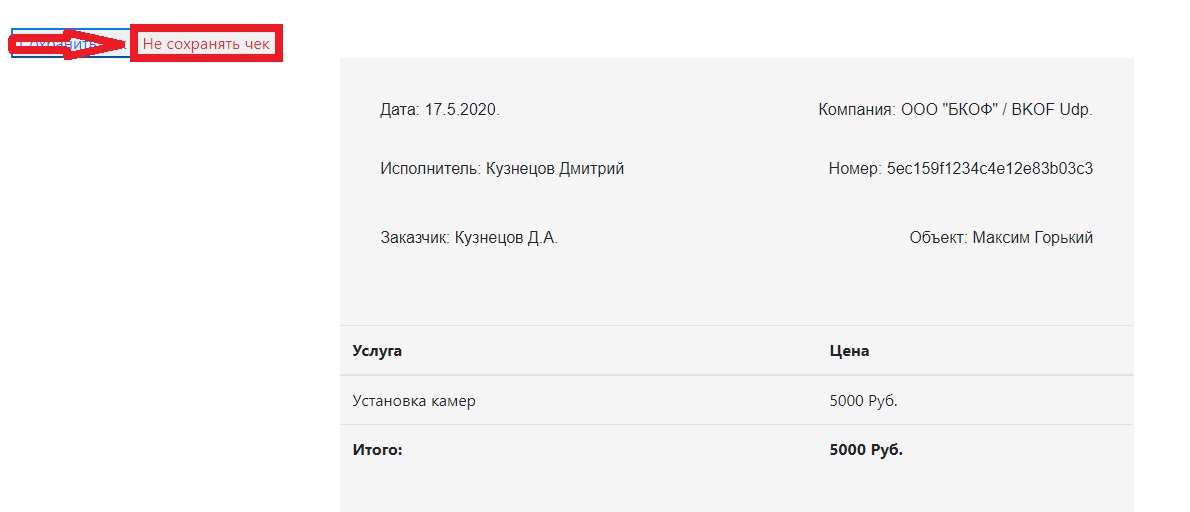 Сохранить Не сохранять чек
Дата: 17.5.2020. Компания: ООО "БКОФ" / BKOF Udp.
Исполнитель: Кузнецов Дмитрий Номер: 5ec159f1234c4e12e83b03c3
Заказчик: Кузнецов Д.А. Объект: Максим Горький
Услуга Цена
Установка камер 5000 Руб.
Итого: 5000 Руб.